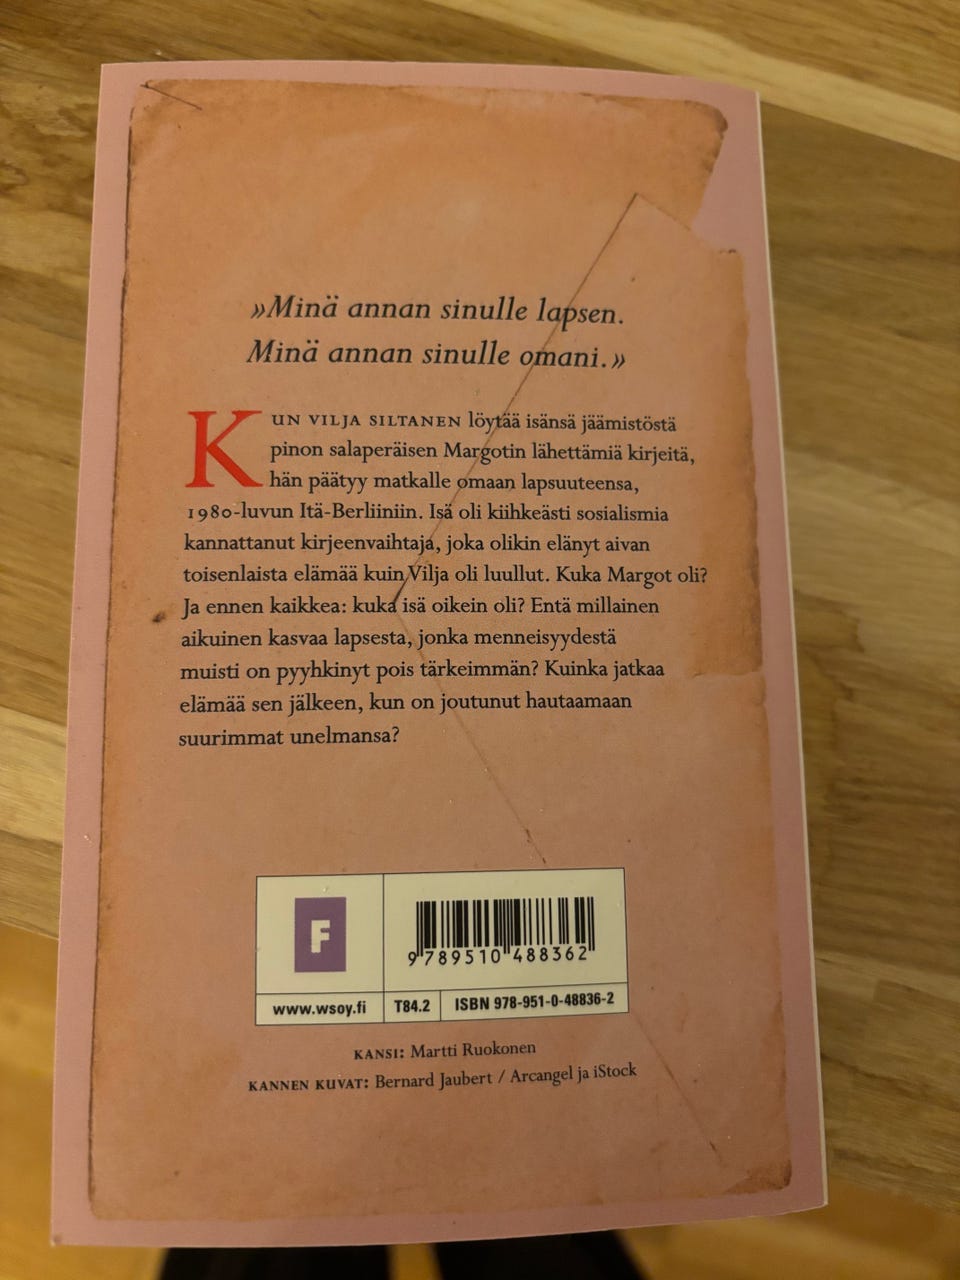 »Minä annan sinulle lapsen.
Minä annan sinulle omani.»
KUN VILJA SILTANEN löytää isänsä jäämistöstä
pinon salaperäisen Margotin lähettämiä kirjeitä,
hän päätyy matkalle omaan lapsuuteensa,
1980-luvun Itä-Berliiniin. Isä oli kiihkeästi sosialismia
kannattanut kirjeenvaihtaja, joka olikin elänyt aivan
toisenlaista elämää kuin Vilja oli luullut. Kuka Margot oli?
Ja ennen kaikkea: kuka isä oikein oli? Entä millainen
aikuinen kasvaa lapsesta, jonka menneisyydestä
muisti on pyyhkinyt pois tärkeimmän? Kuinka jatkaa
elämää sen jälkeen, kun on joutunut hautaamaan
suurimmat unelmansa?
F
9 789510 488362
www.wsoy.fi T84.2 ISBN 978-951-0-48836-2
KANSI: Martti Ruokonen
KANNEN KUVAT: Bernard Jaubert / Arcangel ja iStock